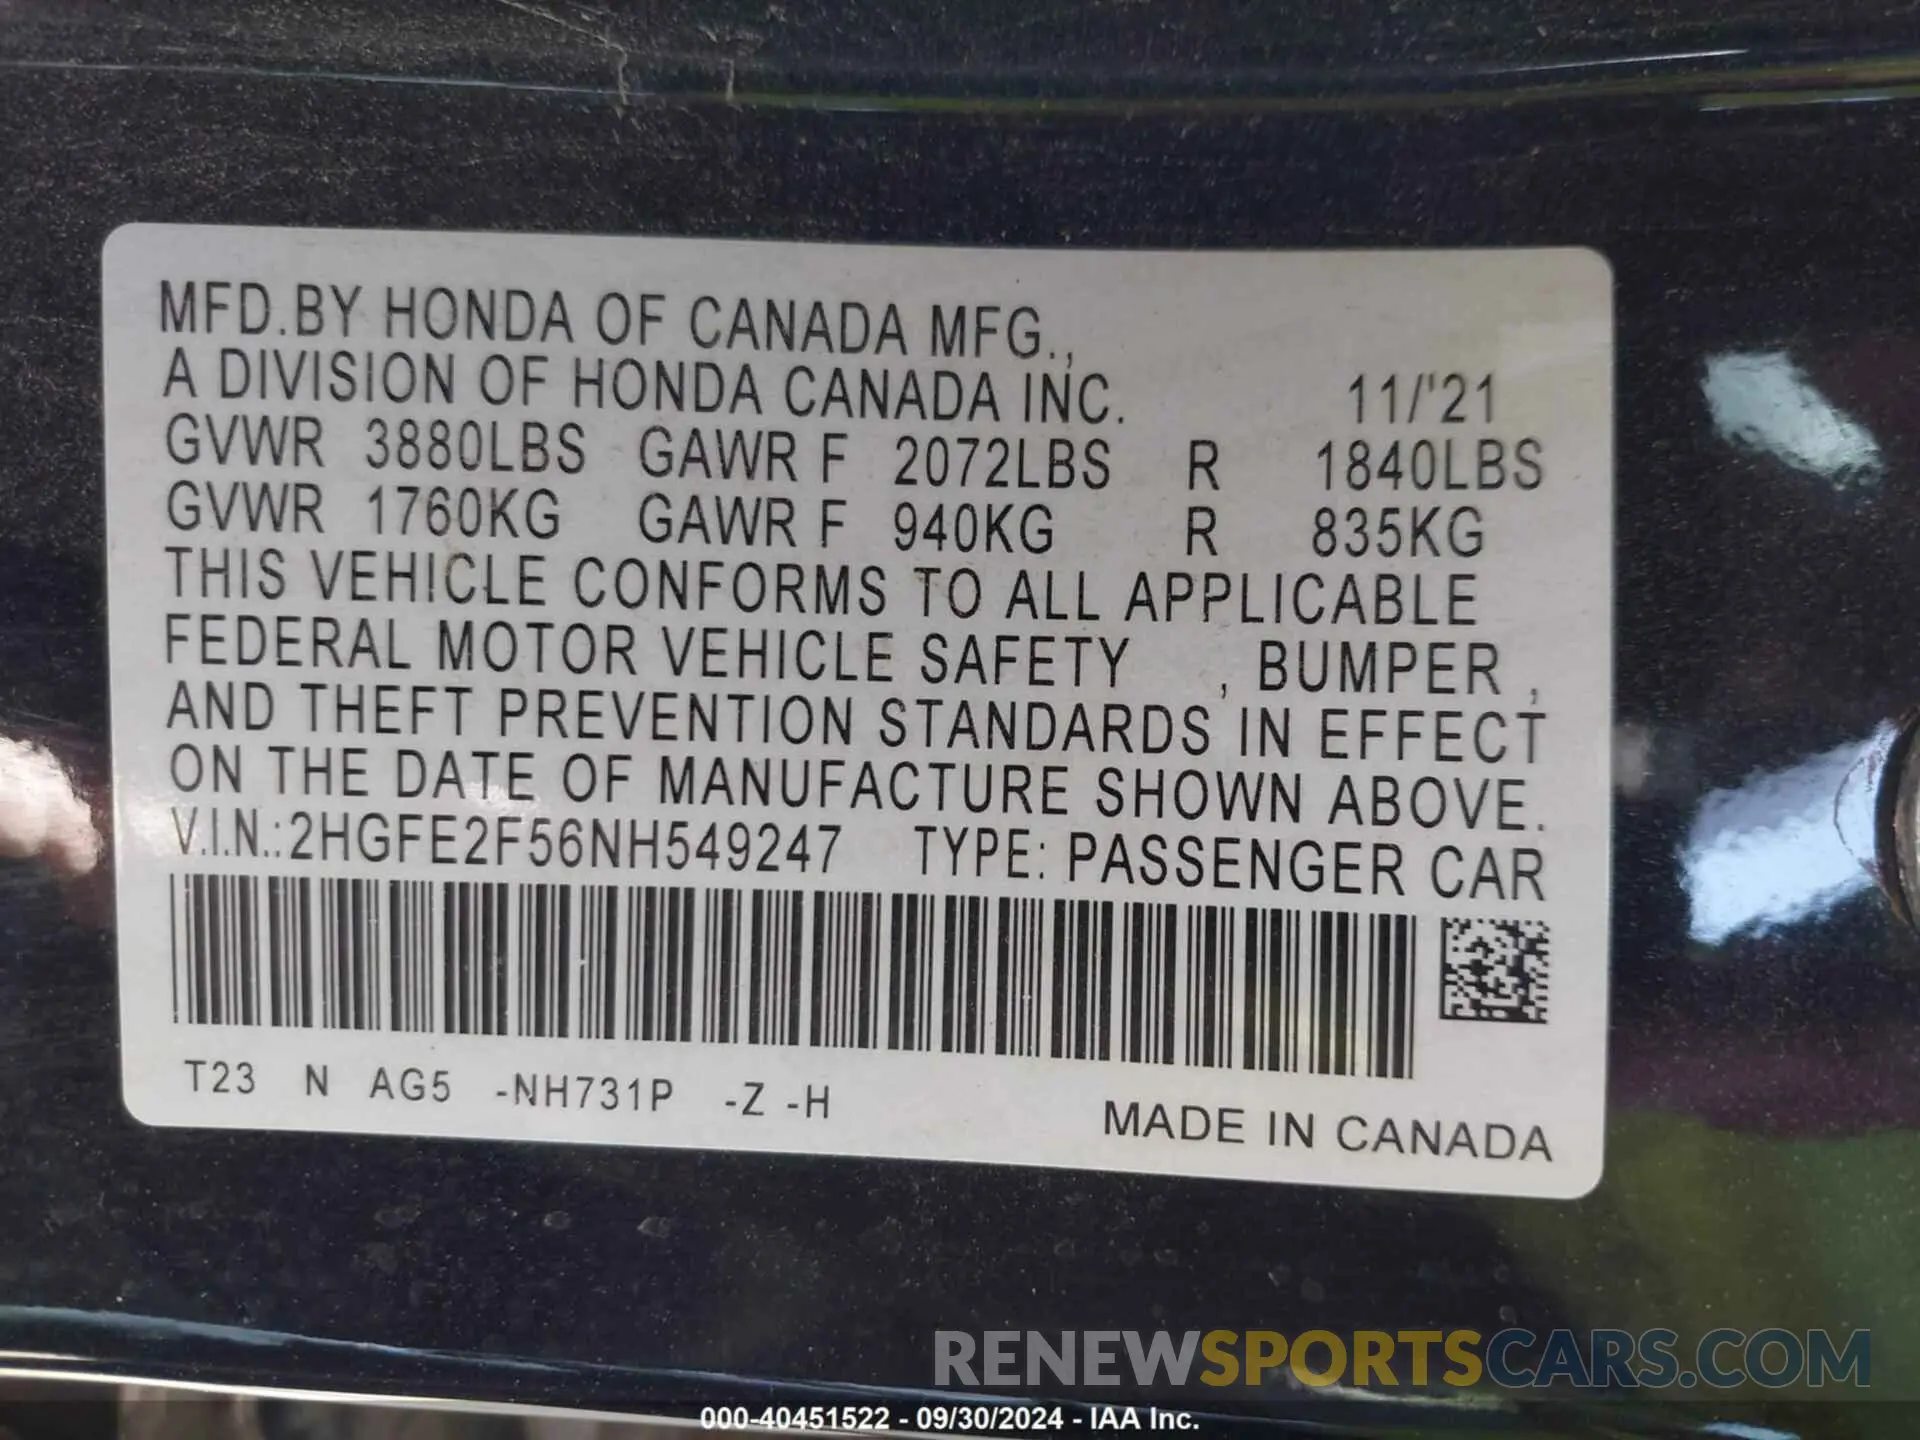 MFD.BY HONDA OF CANADA MFG.,
A DIVISION OF HONDA CANADA INC. 11/'21
GVWR 3880LBS GAWR F 2072LBS R 1840LBS
GVWR 1760KG GAWR F 940KG R 835KG
THIS VEHICLE CONFORMS TO ALL APPLICABLE
FEDERAL MOTOR VEHICLE SAFETY , BUMPER ,
AND THEFT PREVENTION STANDARDS IN EFFECT
ON THE DATE OF MANUFACTURE SHOWN ABOVE.
V.I.N.:2HGFE2F56NH549247 TYPE: PASSENGER CAR
T23 N AG5 -NH731P -Z -H
MADE IN CANADA
RENEWSPORTSCARS.COM
000-40451522 - 09/30/2024 - IAA Inc.